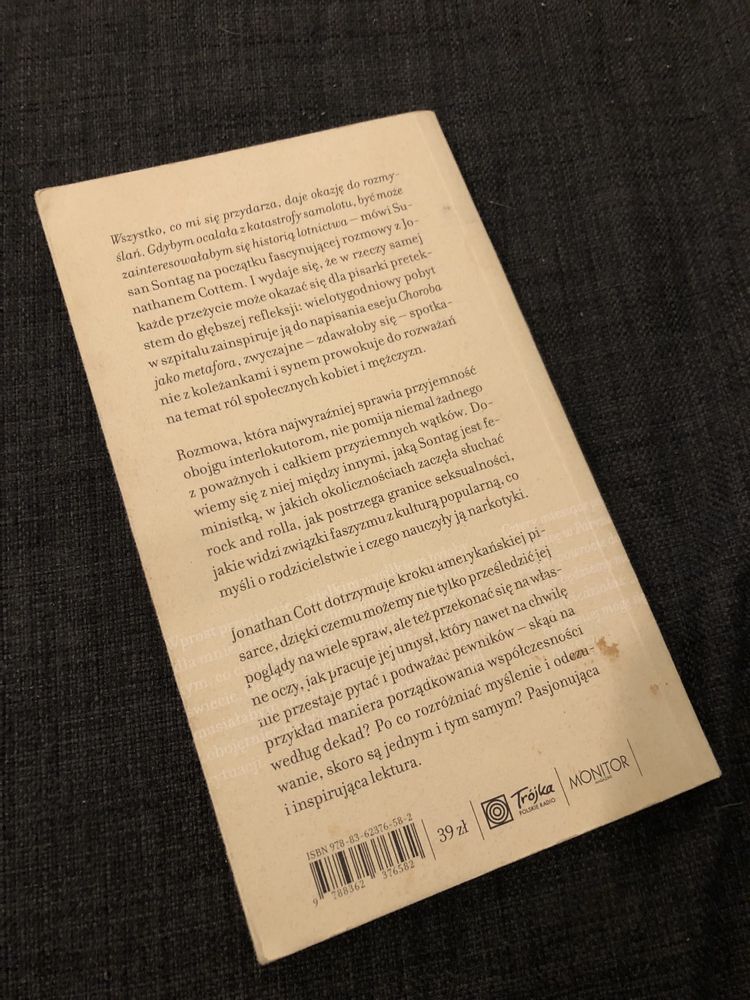 Wszystko, co mi się przydarza, daje okazję do rozmy-
ślań. Gdybym ocalała z katastrofy samolotu, być może
zainteresowałabym się historią lotnictwa – mówi Su-
san Sontag na początku fascynującej rozmowy z Jo-
nathanem Cottem. I wydaje się, że w rzeczy samej
każde przeżycie może okazać się dla pisarki pretek-
stem do głębszej refleksji: wielotygodniowy pobyt
w szpitalu zainspiruje ją do napisania eseju Choroba
jako metafora, zwyczajne – zdawałoby się – spotka-
nie z koleżankami i synem prowokuje do rozważań
na temat ról społecznych kobiet i mężczyzn.
Rozmowa, która najwyraźniej sprawia przyjemność
obojgu interlokutorom, nie pomija niemal żadnego
z poważnych i całkiem przyziemnych wątków. Do-
wiemy się z niej między innymi, jaką Sontag jest fe-
ministką, w jakich okolicznościach zaczęła słuchać
rock and rolla, jak postrzega granice seksualności,
jakie widzi związki faszyzmu z kulturą popularną, co
myśli o rodzicielstwie i czego nauczyły ją narkotyki.
Jonathan Cott dotrzymuje kroku amerykańskiej pi-
sarce, dzięki czemu możemy nie tylko prześledzić jej
poglądy na wiele spraw, ale też przekonać się na włas-
ne oczy, jak pracuje jej umysł, który nawet na chwilę
nie przestaje pytać i podważać pewników – skąd na
przykład maniera porządkowania współczesności
według dekad? Po co rozróżniać myślenie i odczu-
wanie, skoro są jednym i tym samym? Pasjonująca
i inspirująca lektura.
ISBN 978-83-62376-58-2
9 788362 376582
39 zł
Trójka
POLSKIE RADIO
MONITOR